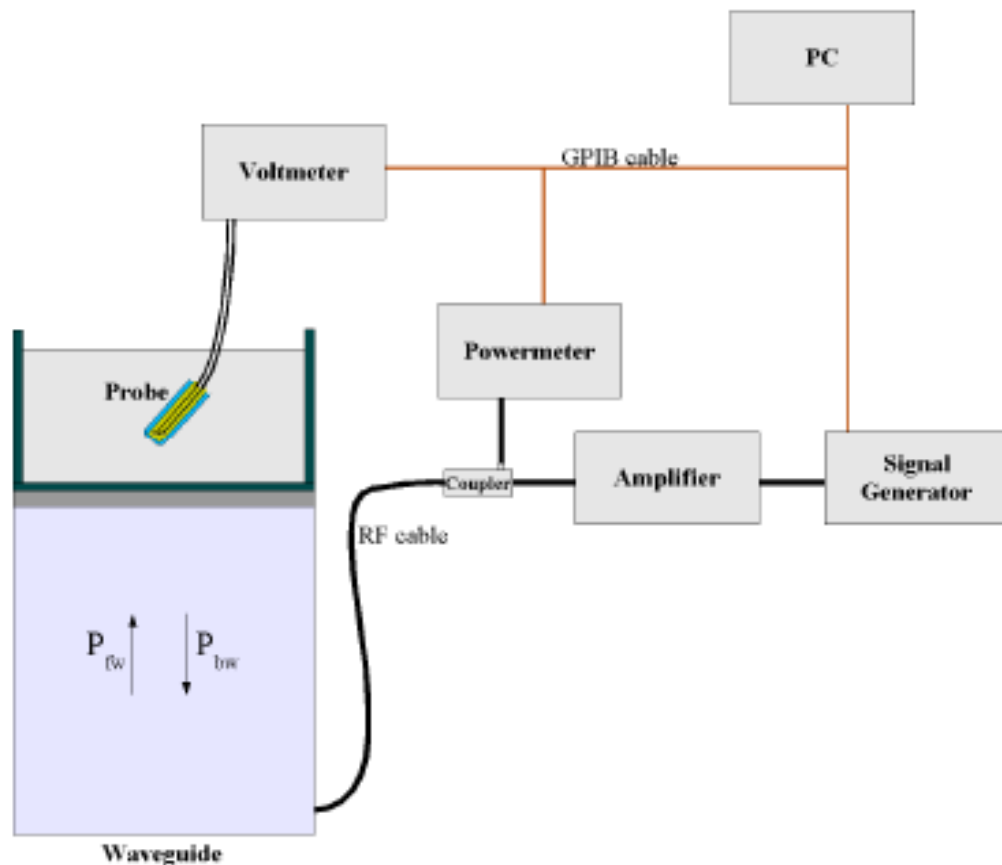 PC
Voltmeter
GPIB cable
Powermeter
Probe
Coupler
Amplifier
Signal
Generator
RF cable
P fw
P bw
Waveguide